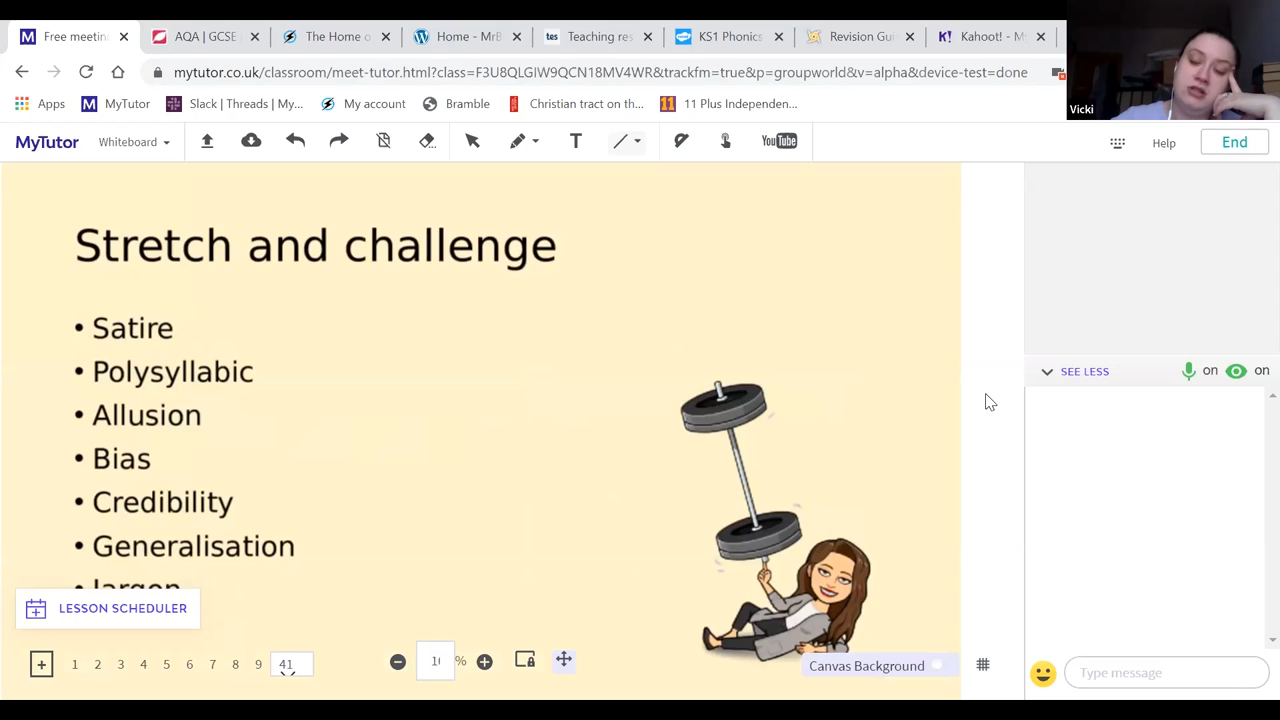 Free meetin
AQA | GCSE
The Home o
Home - MrB
Teaching res
KS1 Phonics
Revision Gui
Kahoot! - M
mytutor.co.uk/classroom/meet-tutor.html?class=F3U8QLGIW9QCN18MV4WR&trackfm=true&p=groupworld&v=alpha&device-test=done
Vicki
Apps
MyTutor
Slack | Threads | My...
My account
Bramble
Christian tract on th...
11 Plus Independen...
MyTutor
Whiteboard
T
YouTube
Help
End
Stretch and challenge
• Satire
• Polysyllabic
• Allusion
• Bias
• Credibility
• Generalisation
• Jargon
SEE LESS
on
on
LESSON SCHEDULER
1 2 3 4 5 6 7 8 9 41
%
Canvas Background
Type message